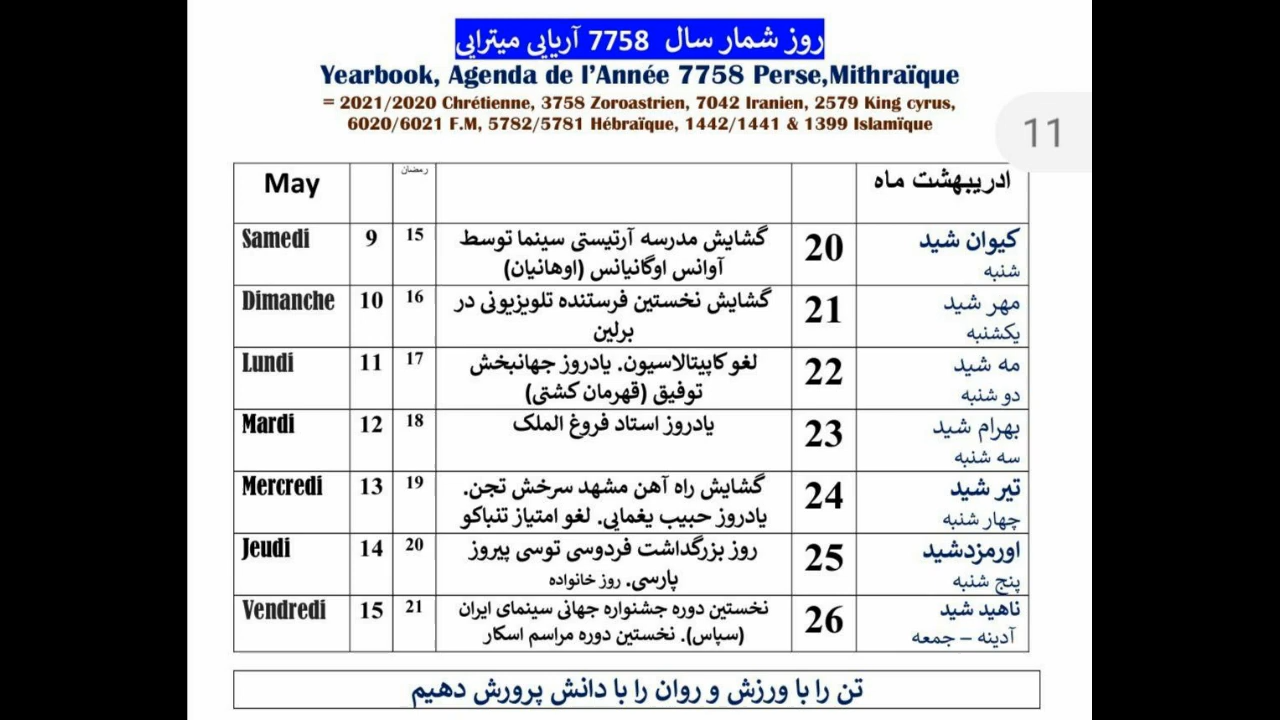 روز شمار سال 7758 آریایی میترایی
Yearbook, Agenda de l'Année 7758 Perse,Mithraïque
= 2021/2020 Chrétienne, 3758 Zoroastrien, 7042 Iranien, 2579 King cyrus,
6020/6021 F.M, 5782/5781 Hébraïque, 1442/1441 & 1399 Islamïque
11
ادریبهشت ماه رمضان May
کیوان شید 20 گشایش مدرسه آرتیستی سینما توسط 15 9 Samedi
شنبه آوانس اوگانیانس (اوهانیان)
مهر شید 21 گشایش نخستین فرستنده تلویزیونی در 16 10 Dimanche
یکشنبه برلین
مه شید 22 لغو کاپیتالاسیون. یادروز جهانبخش 17 11 Lundi
دو شنبه توفیق (قهرمان کشتی)
بهرام شید 23 یادروز استاد فروغ الملک 18 12 Mardi
سه شنبه
تیر شید 24 گشایش راه آهن مشهد سرخش تجن. 19 13 Mercredi
چهار شنبه یادروز حبیب یغمایی. لغو امتیاز تنباکو
اورمزدشید 25 روز بزرگداشت فردوسی توسی پیروز 20 14 Jeudi
پنج شنبه پارسی. روز خانواده
ناهید شید 26 نخستین دوره جشنواره جهانی سینمای ایران 21 15 Vendredi
آدینه – جمعه (سپاس). نخستین دوره مراسم اسکار
تن را با ورزش و روان را با دانش پرورش دهیم